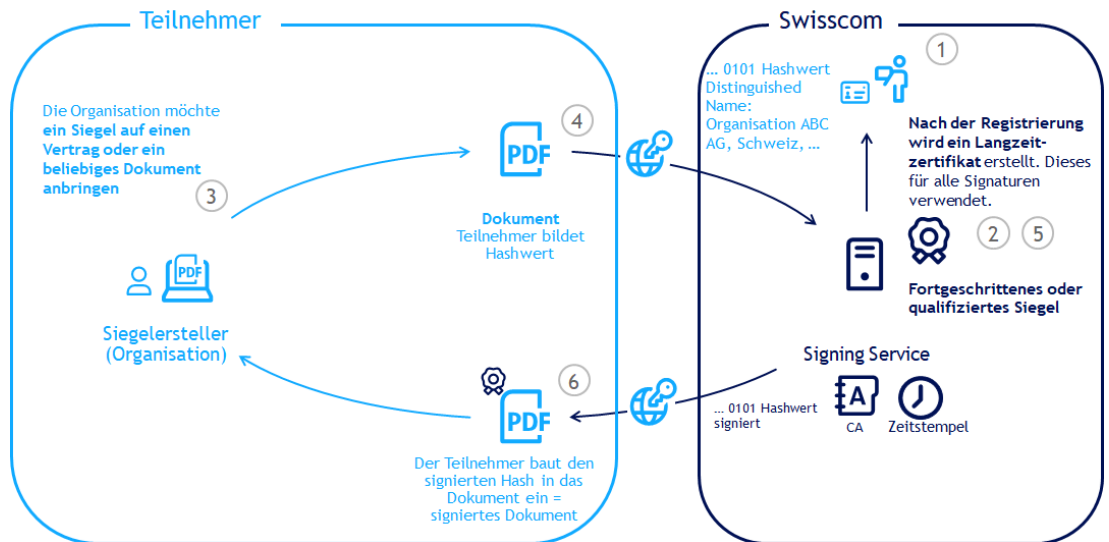 Teilnehmer
Swisscom
1
... 0101 Hashwert
Distinguished
Name:
Organisation ABC
AG, Schweiz, ...
Die Organisation möchte
ein Siegel auf einen
Vertrag oder ein
beliebiges Dokument
anbringen
3
4
PDF
Dokument
Teilnehmer bildet
Hashwert
Nach der Registrierung
wird ein Langzeit-
zertifikat erstellt. Dieses
für alle Signaturen
verwendet.
2
5
Fortgeschrittenes oder
qualifiziertes Siegel
PDF
Siegelersteller
(Organisation)
Signing Service
A
CA
Zeitstempel
... 0101 Hashwert
signiert
6
PDF
Der Teilnehmer baut den
signierten Hash in das
Dokument ein =
signiertes Dokument